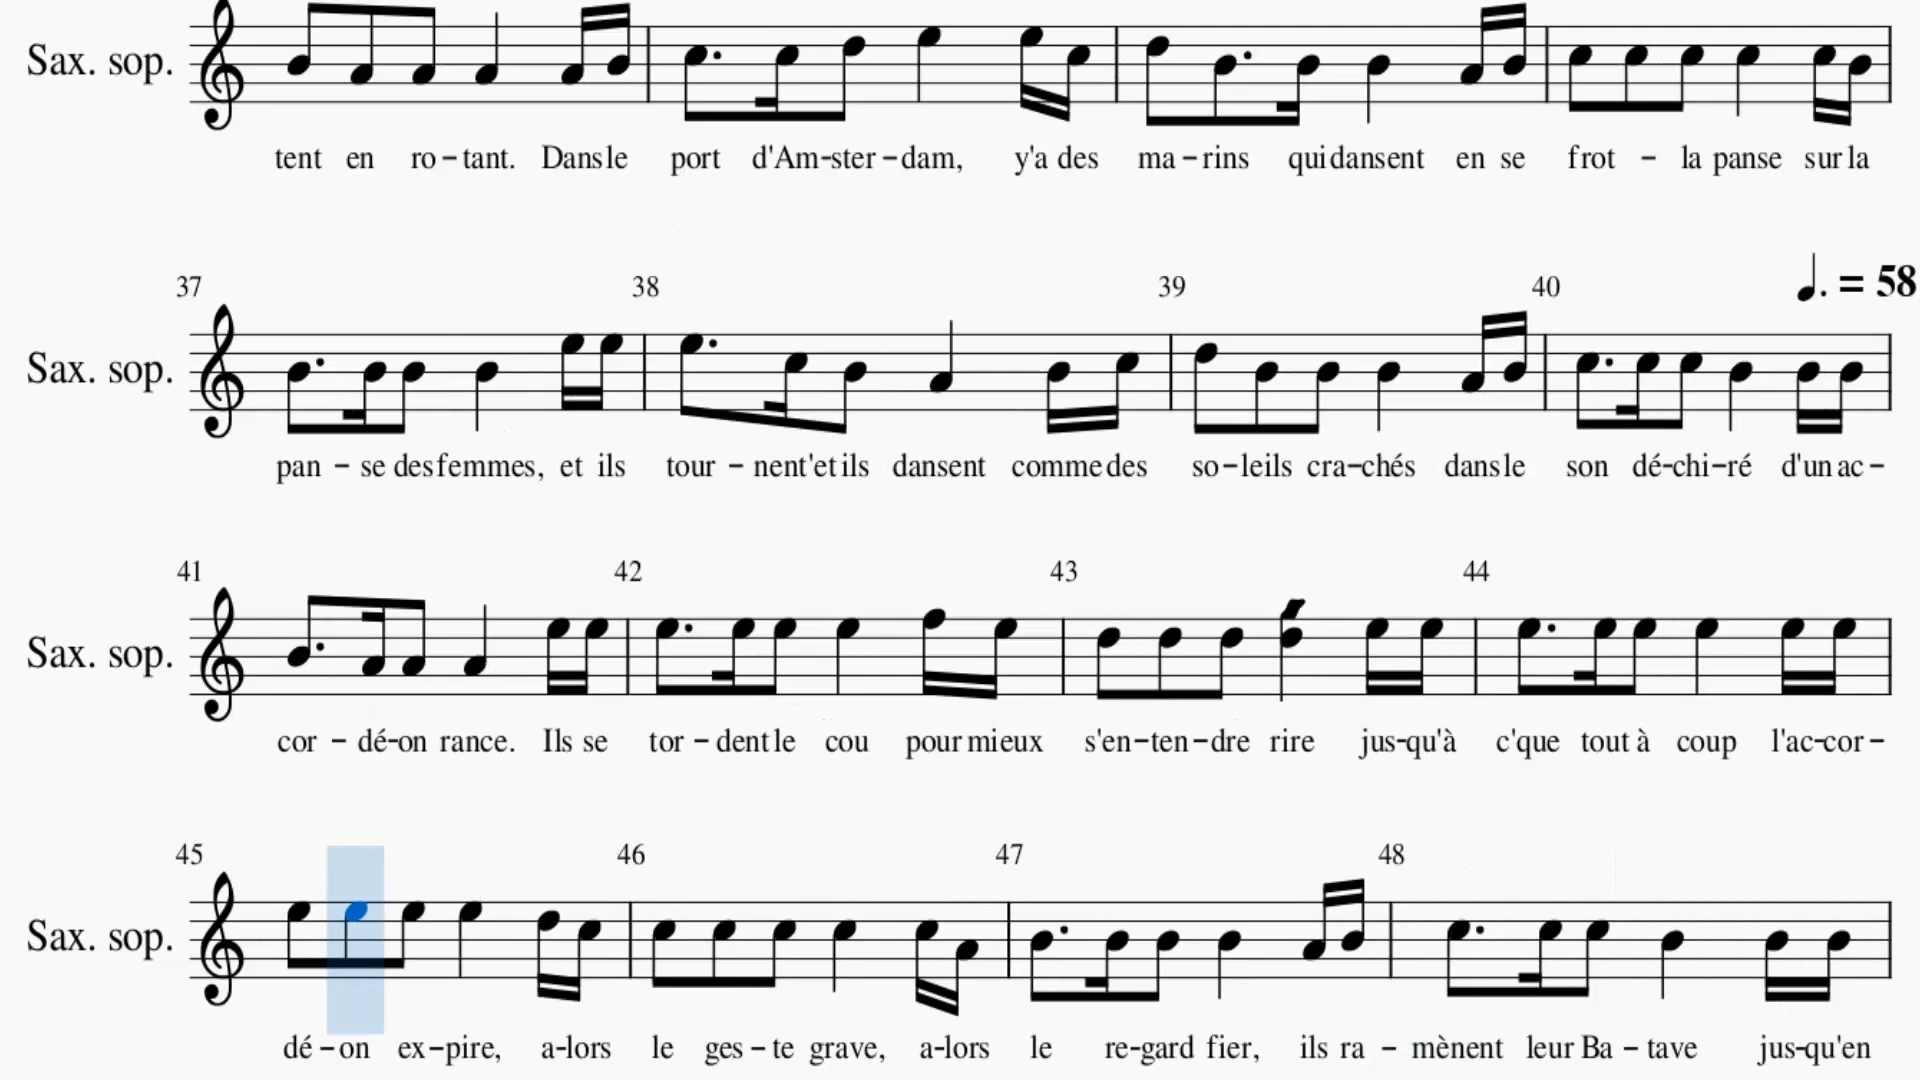 Sax. sop.
tent en ro – tant. Dans le port d'Am-ster – dam, y'a des ma – rins qui dansent en se frot – la panse sur la
37 38 39 40 ♩. = 58
Sax. sop.
pan – se des femmes, et ils tour – nent'et ils dansent comme des so – leils cra-chés dans le son dé-chi-ré d'un ac –
41 42 43 44
Sax. sop.
cor – dé-on rance. Ils se tor – dent le cou pour mieux s'en-ten-dre rire jus-qu'à c'que tout à coup l'ac-cor –
45 46 47 48
Sax. sop.
dé – on ex-pire, a-lors le ges – te grave, a-lors le re-gard fier, ils ra – mènent leur Ba – tave jus-qu'en